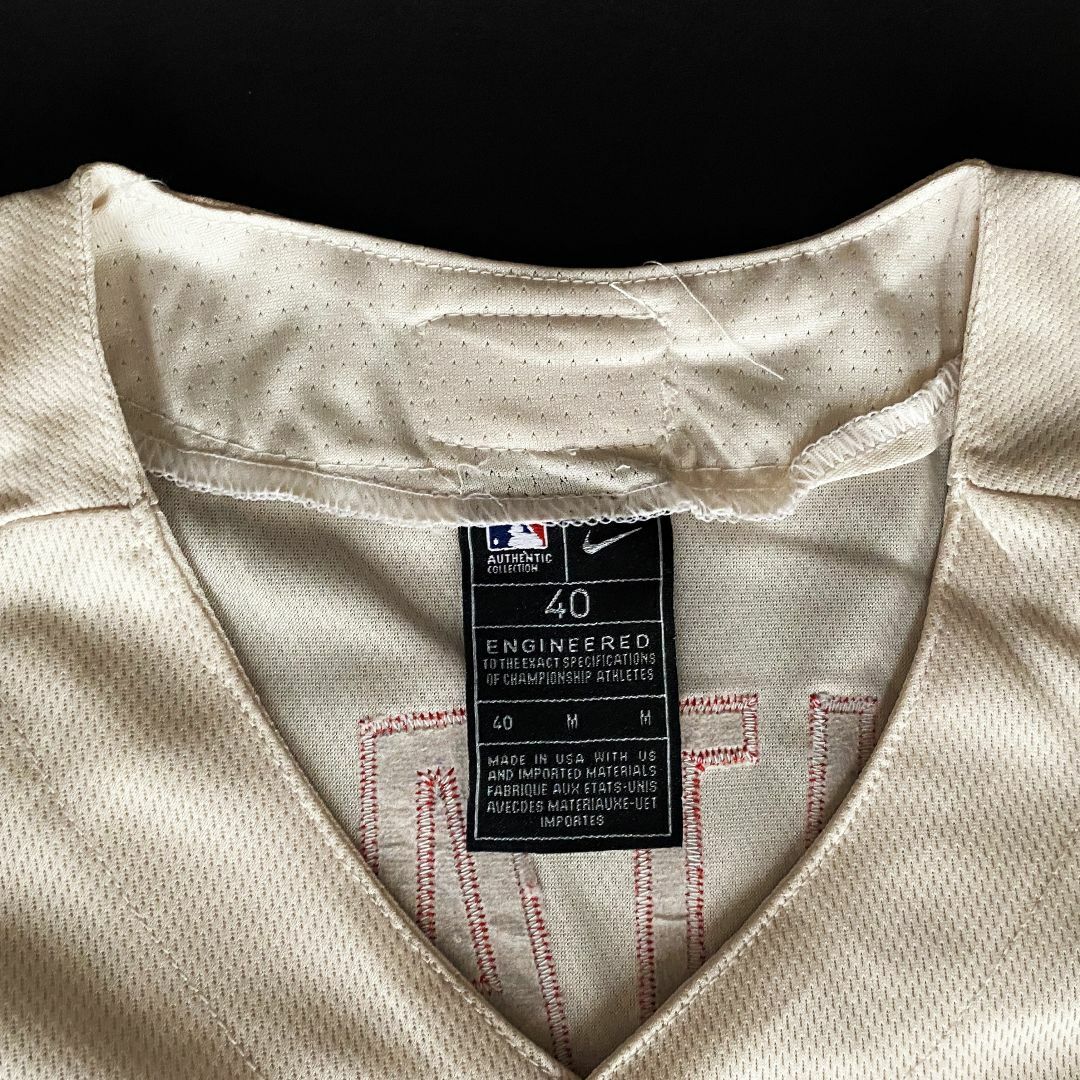 AUTHENTIC
COLLECTION
40
ENGINEERED
TO THE EXACT SPECIFICATIONS
OF CHAMPIONSHIP ATHLETES
40 M M
MADE IN USA WITH US
AND IMPORTED MATERIALS
FABRIQUE AUX ETATS-UNIS
AVECDES MATERIAUXE-UET
IMPORTES